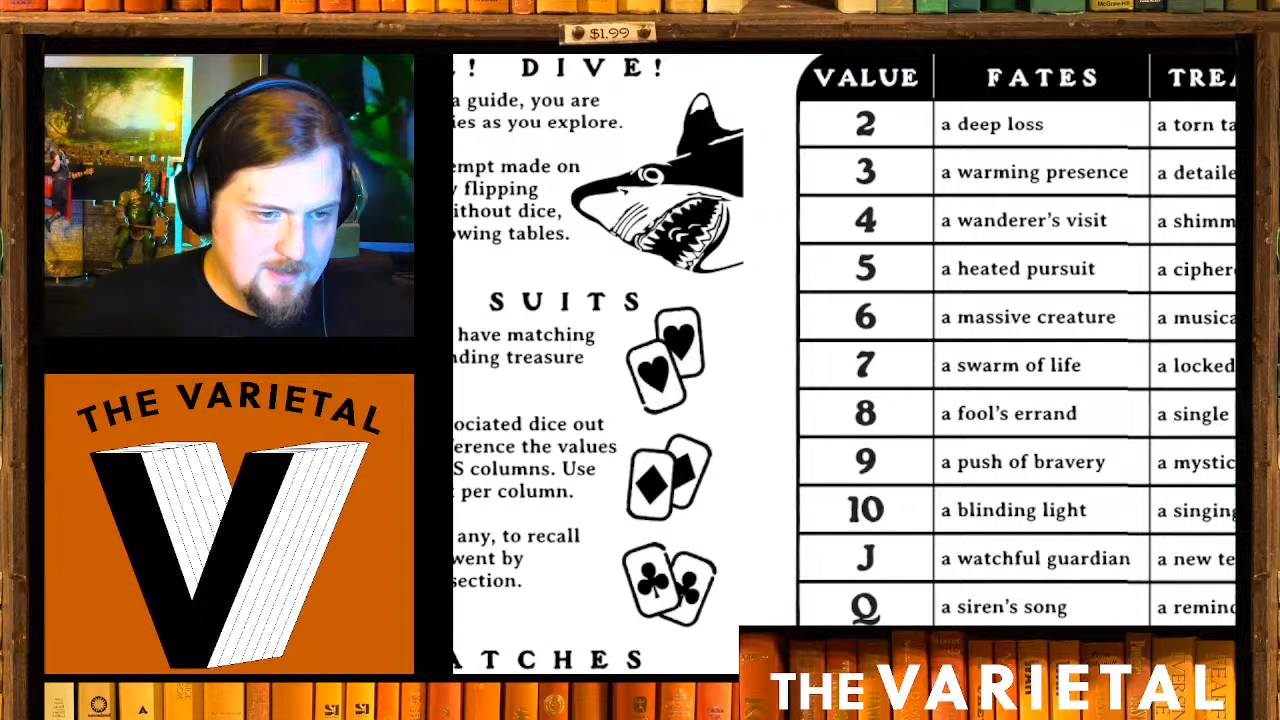 $1.99
! DIVE!
a guide, you are
ies as you explore.
empt made on
y flipping
ithout dice,
owing tables.
SUITS
have matching
nding treasure
sociated dice out
ference the values
S columns. Use
per column.
any, to recall
went by
section.
ATCHES
VALUE FATES TREA
2 a deep loss a torn ta
3 a warming presence a detaile
4 a wanderer's visit a shimm
5 a heated pursuit a cipher
6 a massive creature a musica
7 a swarm of life a locked
8 a fool's errand a single
9 a push of bravery a mystic
10 a blinding light a singing
J a watchful guardian a new te
Q a siren's song a remind
THE VARIETAL
THE VARIETAL